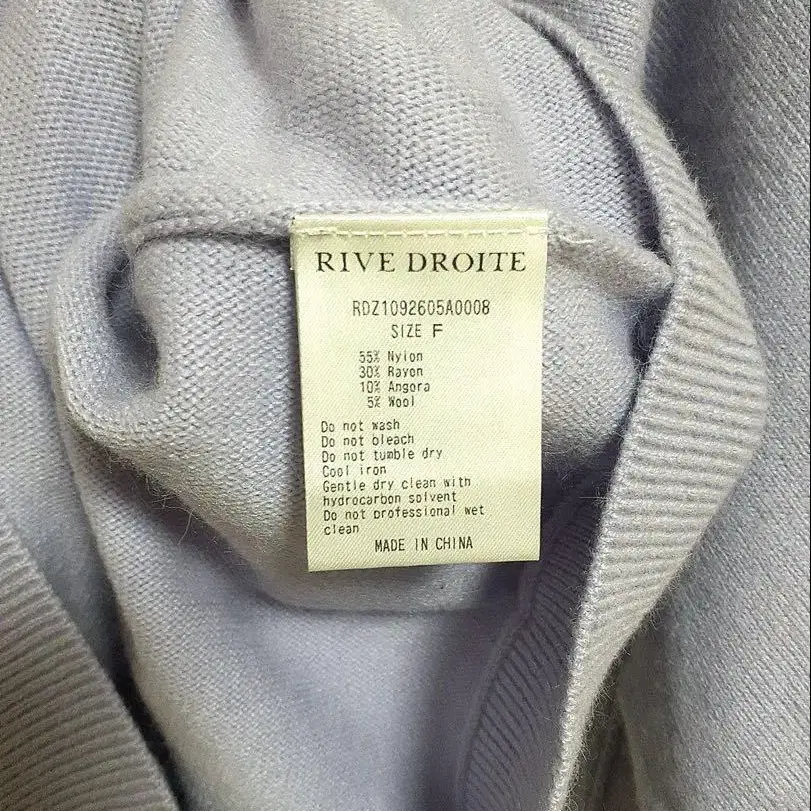 RIVE DROITE
RDZ1092605A0008
SIZE F
55% Nylon
30% Rayon
10% Angora
5% Wool
Do not wash
Do not bleach
Do not tumble dry
Cool iron
Gentle dry clean with
hydrocarbon solvent
Do not professional wet
clean
MADE IN CHINA